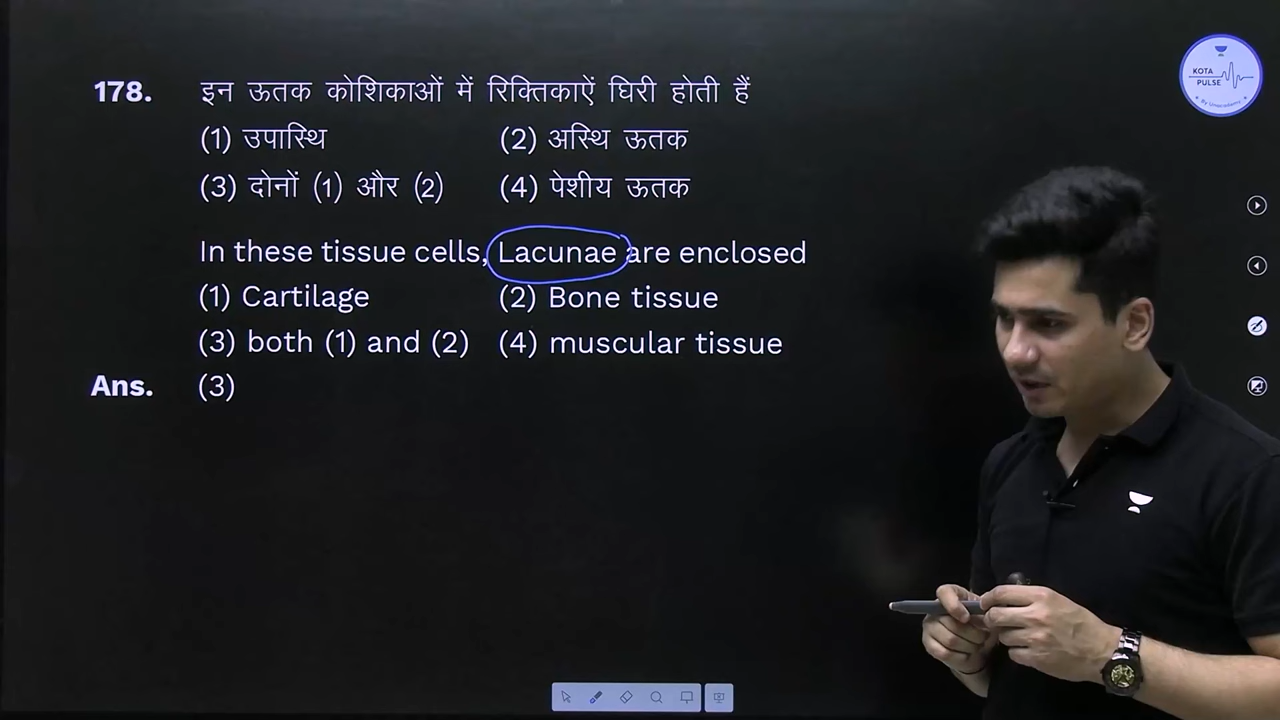 178. इन ऊतक कोशिकाओं में रिक्तिकाऐं घिरी होती हैं
(1) उपास्थि (2) अस्थि ऊतक
(3) दोनों (1) और (2) (4) पेशीय ऊतक
In these tissue cells, Lacunae are enclosed
(1) Cartilage (2) Bone tissue
(3) both (1) and (2) (4) muscular tissue
Ans. (3)
KOTA
PULSE
By Unacademy